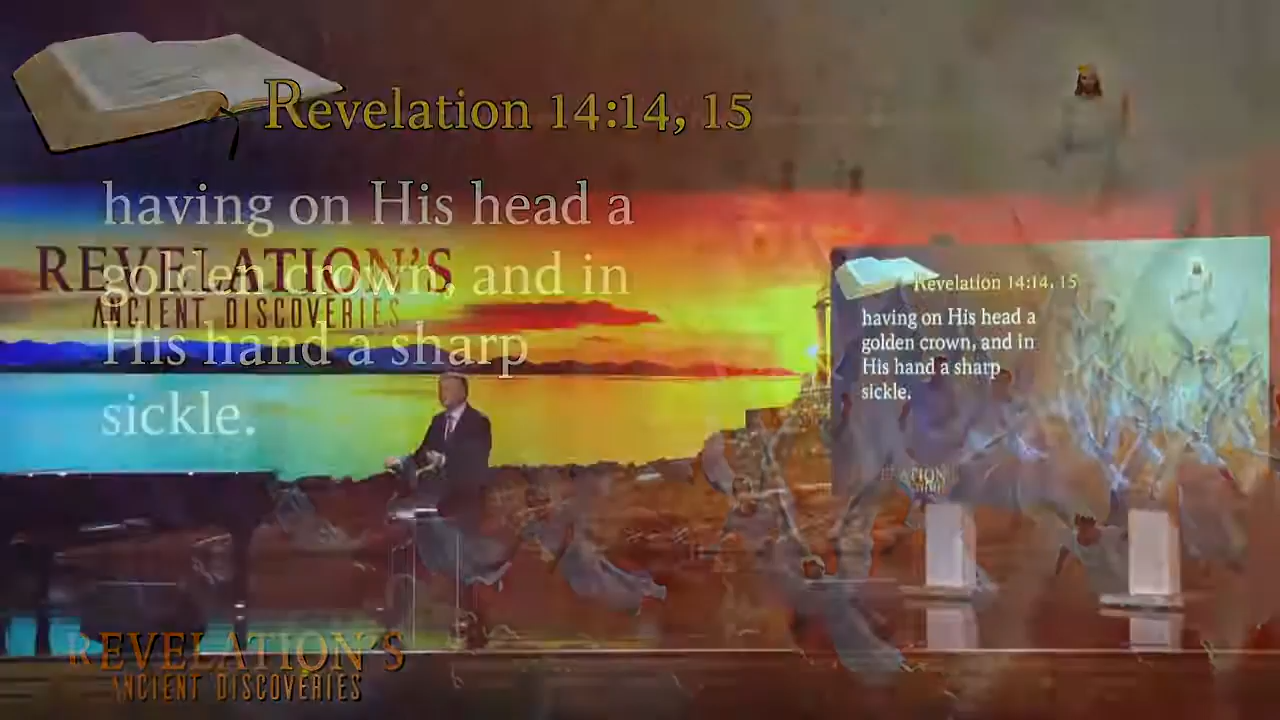 Revelation 14:14, 15
having on His head a
golden crown, and in
His hand a sharp
sickle.
REVELATION'S
ANCIENT DISCOVERIES
Revelation 14:14, 15
having on His head a
golden crown, and in
His hand a sharp
sickle.
REVELATION'S
ANCIENT DISCOVERIES